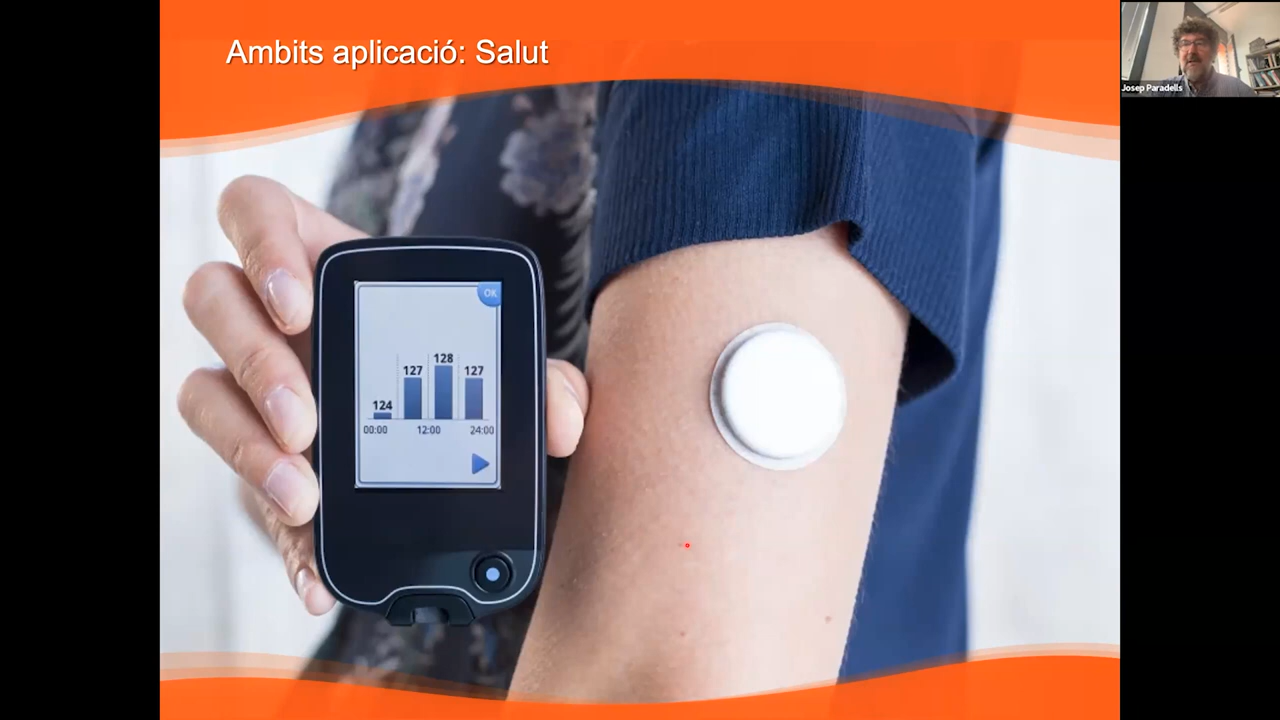 Ambits aplicació: Salut
Josep Paradells
OK
128
127
127
124
00:00 12:00 24:00